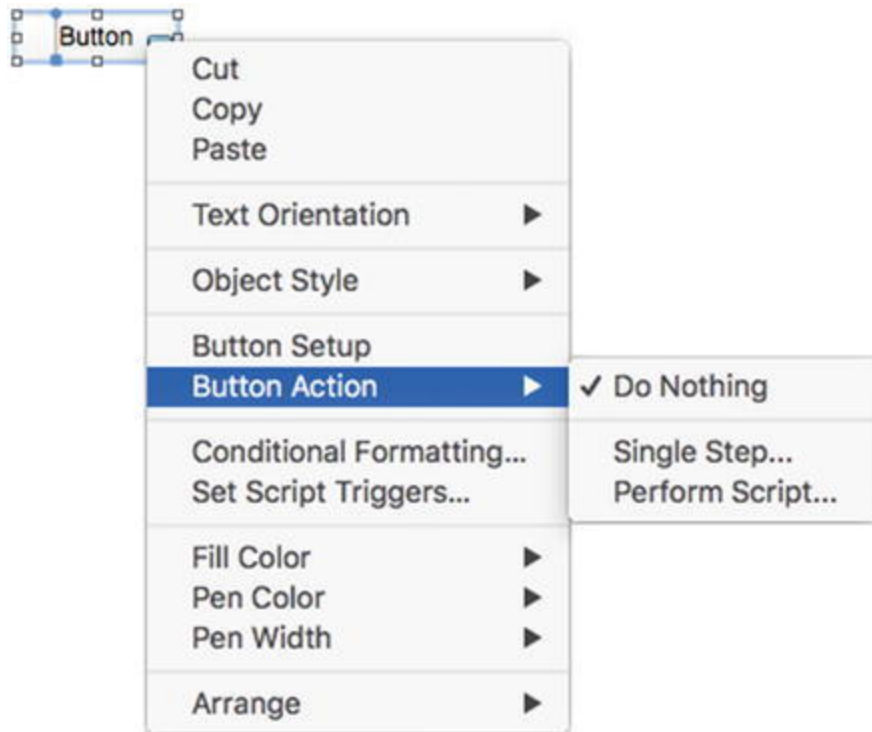 Button
Cut
Copy
Paste
Text Orientation
Object Style
Button Setup
Button Action
Do Nothing
Single Step...
Perform Script...
Conditional Formatting...
Set Script Triggers...
Fill Color
Pen Color
Pen Width
Arrange